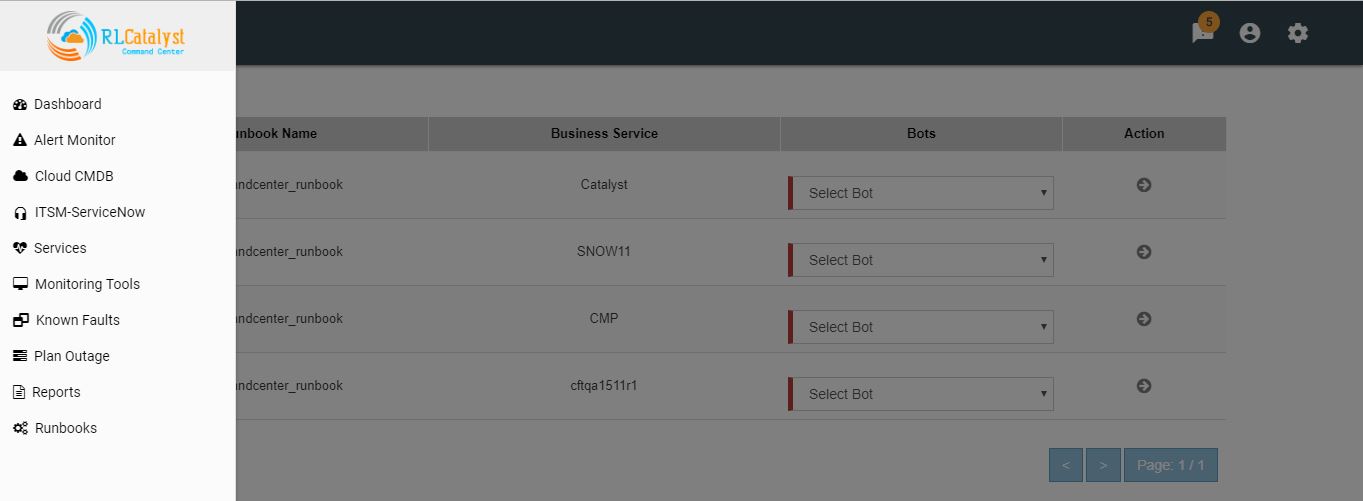 RLCatalyst
Command Center
5
Dashboard
Alert Monitor
Cloud CMDB
ITSM-ServiceNow
Services
Monitoring Tools
Known Faults
Plan Outage
Reports
Runbooks
unbook Name Business Service Bots Action
ndcenter_runbook Catalyst Select Bot
ndcenter_runbook SNOW11 Select Bot
ndcenter_runbook CMP Select Bot
ndcenter_runbook cftqa1511r1 Select Bot
< > Page: 1 / 1